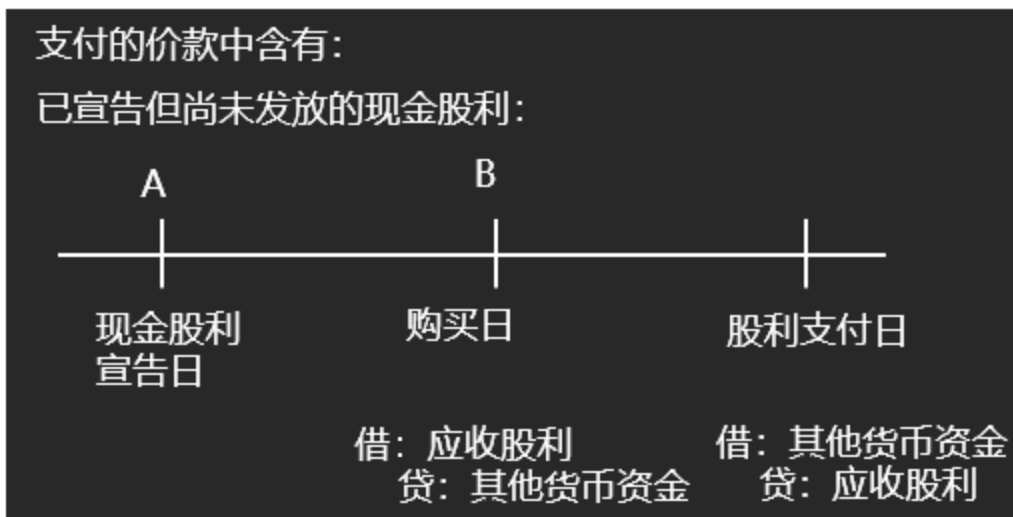 支付的价款中含有：
已宣告但尚未发放的现金股利：
A
B
现金股利
宣告日
购买日
股利支付日
借：应收股利
贷：其他货币资金
借：其他货币资金
贷：应收股利